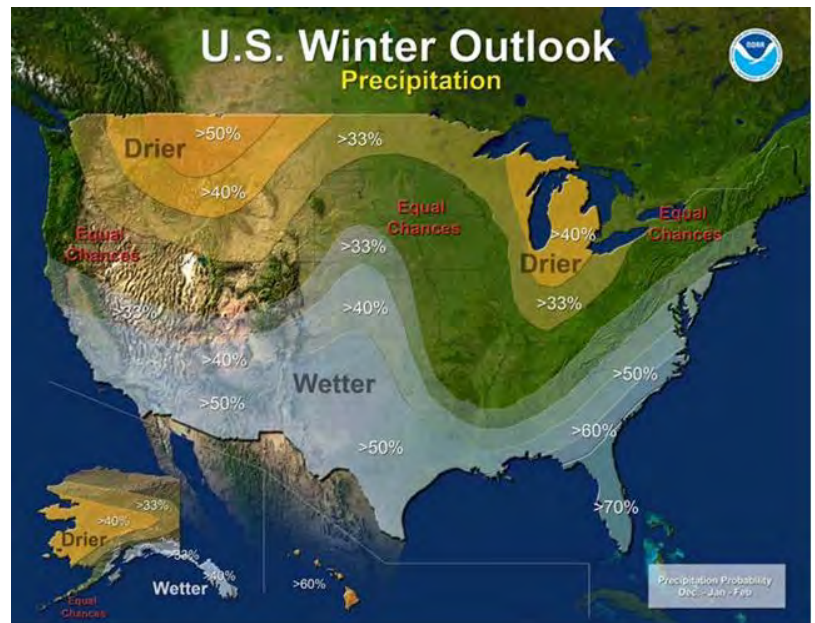 U.S. Winter Outlook
Precipitation
NOAA
>50%
Drier
>33%
>40%
Equal
Chances
Equal
Chances
Equal
Chances
>33%
>40%
Drier
>33%
>33%
>40%
>40%
Wetter
>50%
>50%
>50%
>60%
>70%
>33%
>40%
Drier
>33%
>40%
Wetter
Equal
Chances
>60%
Precipitation Probability
Dec - Jan - Feb